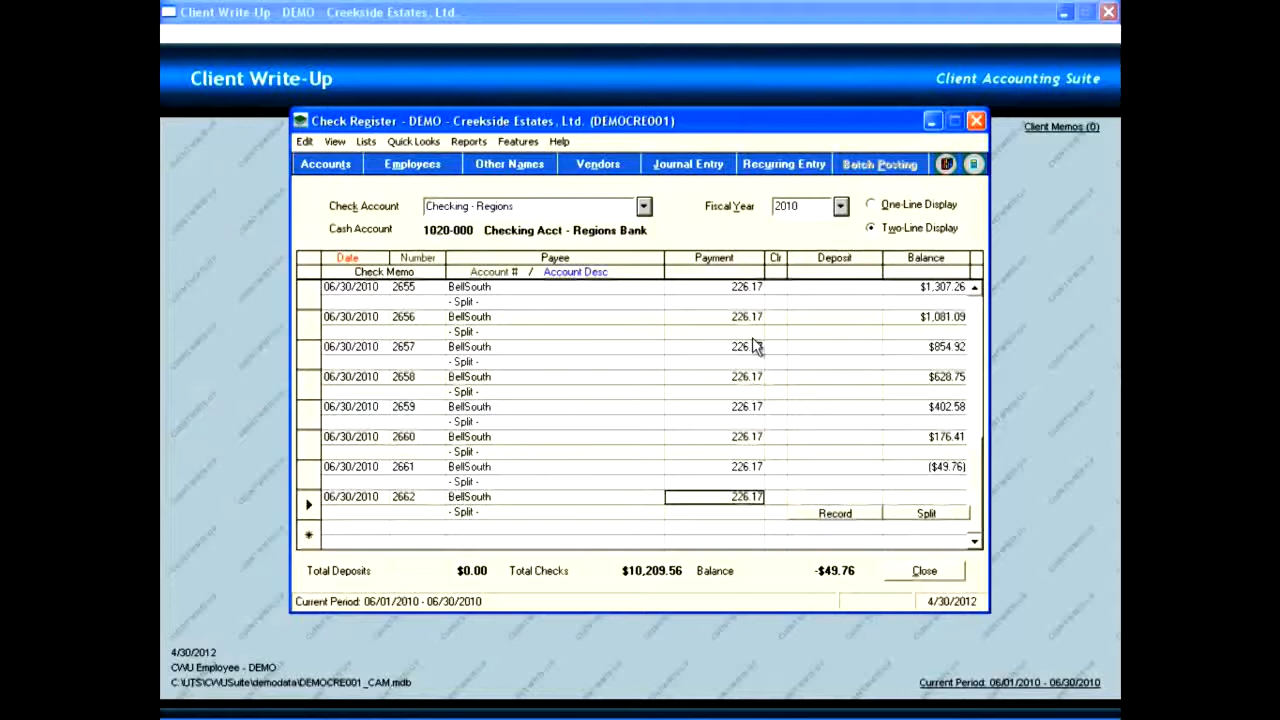 Client Write-Up - DEMO - Creekside Estates, Ltd.
Client Write-Up
Client Accounting Suite
Client Memos (0)
Check Register - DEMO - Creekside Estates, Ltd. (DEMOCRE001)
Edit View Lists Quick Looks Reports Features Help
Accounts Employees Other Names Vendors Journal Entry Recurring Entry Batch Posting
Check Account Checking - Regions Fiscal Year 2010 One-Line Display
Cash Account 1020-000 Checking Acct - Regions Bank Two-Line Display
Date Number Payee Payment Clr Deposit Balance
Check Memo Account # / Account Desc
06/30/2010 2655 BellSouth 226.17 $1,307.26
- Split -
06/30/2010 2656 BellSouth 226.17 $1,081.09
- Split -
06/30/2010 2657 BellSouth 226. $854.92
- Split -
06/30/2010 2658 BellSouth 226.17 $628.75
- Split -
06/30/2010 2659 BellSouth 226.17 $402.58
- Split -
06/30/2010 2660 BellSouth 226.17 $176.41
- Split -
06/30/2010 2661 BellSouth 226.17 ($49.76)
- Split -
06/30/2010 2662 BellSouth 226.17
- Split - Record Split
Total Deposits $0.00 Total Checks $10,209.56 Balance -$49.76 Close
Current Period: 06/01/2010 - 06/30/2010 4/30/2012
4/30/2012
CWU Employee - DEMO
C:\UTS\CWUSuite\demodata\DEMOCRE001_CAM.mdb
Current Period: 06/01/2010 - 06/30/2010